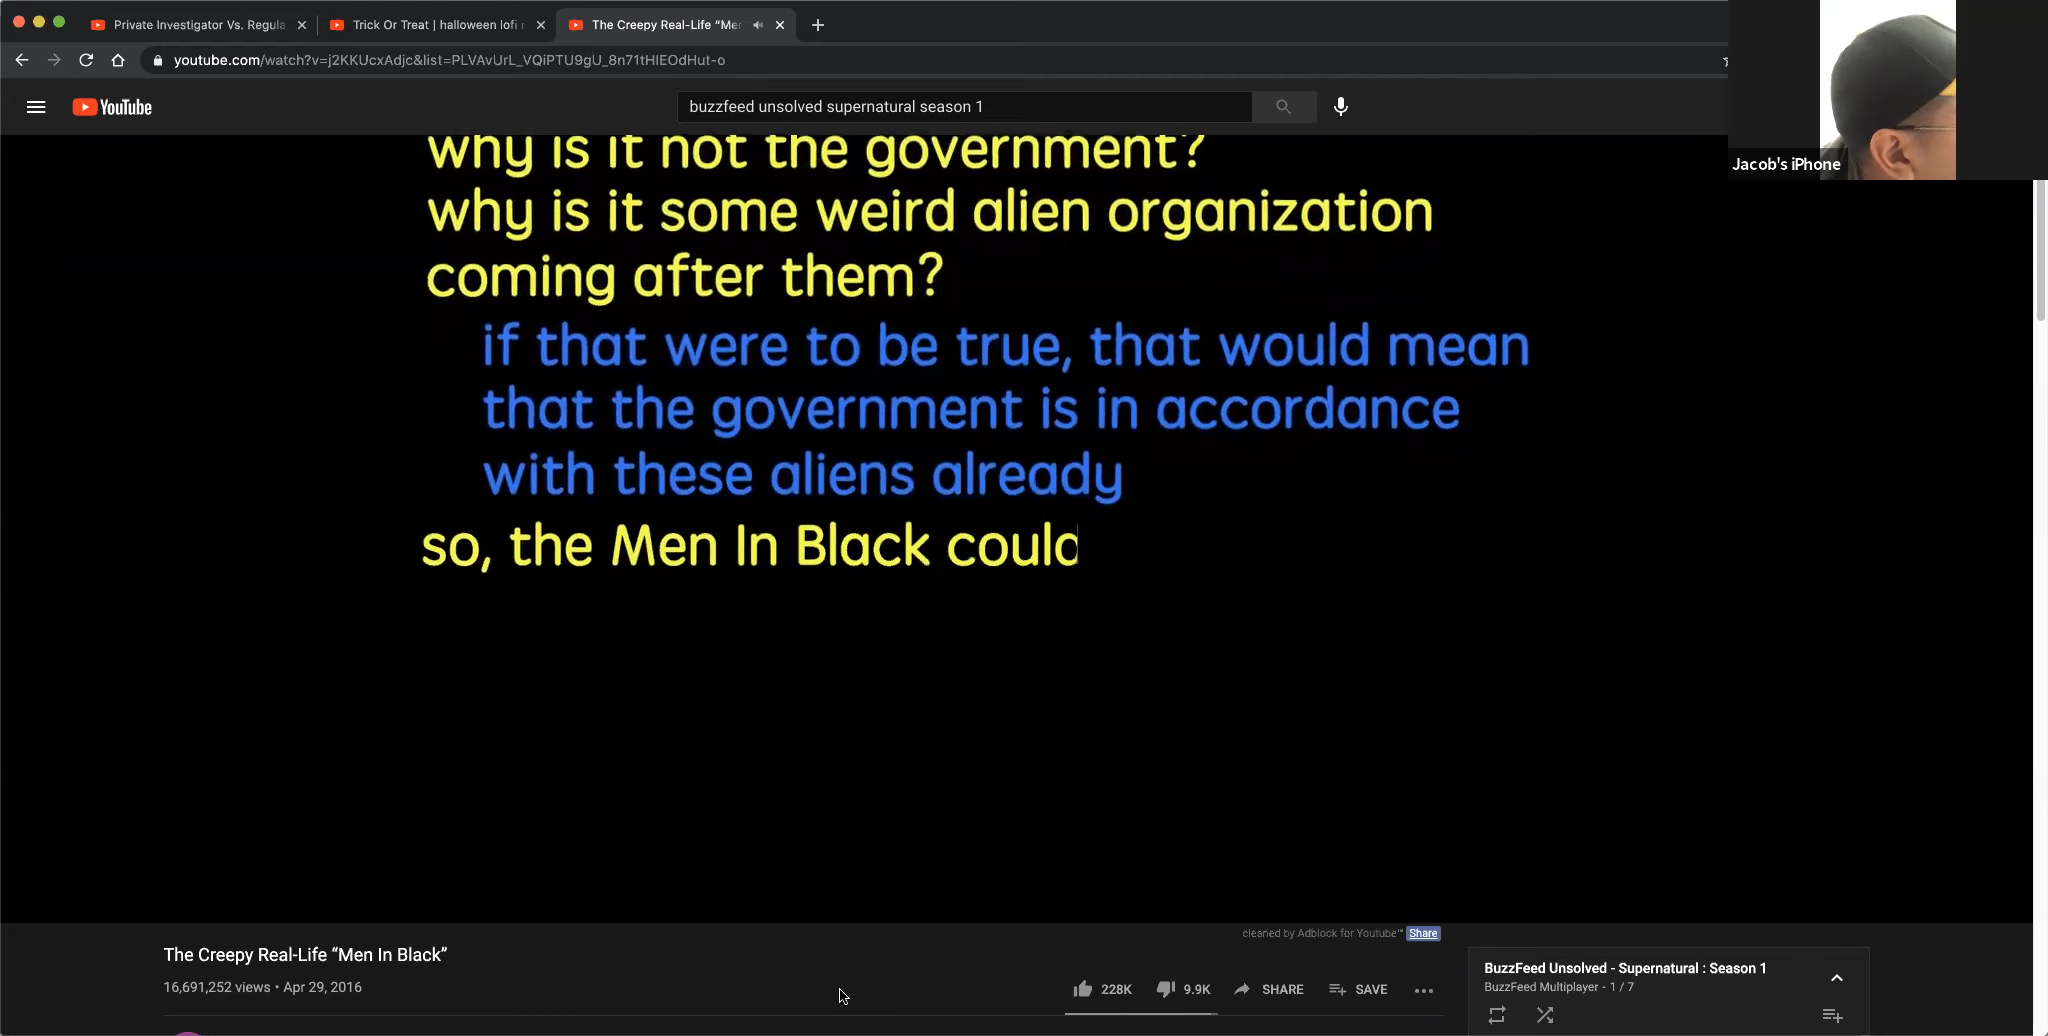 Private Investigator Vs. Regula
Trick Or Treat | halloween lofi
The Creepy Real-Life “Mer
youtube.com/watch?v=j2KKUcxAdjc&list=PLVAvUrL_VQiPTU9gU_8n71tHIEOdHut-o
YouTube
buzzfeed unsolved supernatural season 1
Jacob's iPhone
why is it not the government?
why is it some weird alien organization
coming after them?
if that were to be true, that would mean
that the government is in accordance
with these aliens already
so, the Men In Black could
cleaned by Adblock for Youtube™ Share
The Creepy Real-Life “Men In Black”
16,691,252 views • Apr 29, 2016
228K 9.9K SHARE SAVE
BuzzFeed Unsolved - Supernatural : Season 1
BuzzFeed Multiplayer - 1 / 7